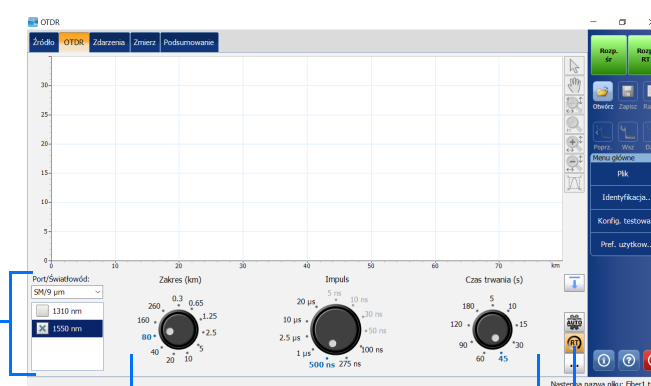 OTDR
Źródło OTDR Zdarzenia Zmierz Podsumowanie
Rozp. śr
RT
30-
25-
20-
15-
10-
5-
0-
0 10 20 30 40 50 60 70 km
Otwórz Zapisz
Poprz. Wsz
Menu główne
Plik
Identyfikacja...
Konfig. testowa
Pref. użytkow...
Port/Światłowód:
SM/9 µm
1310 nm
1550 nm
Zakres (km)
0.3 0.65 1.25 2.5 5 10 20 40 80 160 260
Impuls
5 ns 10 ns 30 ns 50 ns 100 ns 275 ns 500 ns 1 µs 2.5 µs 10 µs 20 µs
Czas trwania (s)
5 10 15 30 45 60 90 120 180
AUTO
RT
...
Następna nazwa pliku: Fiber1